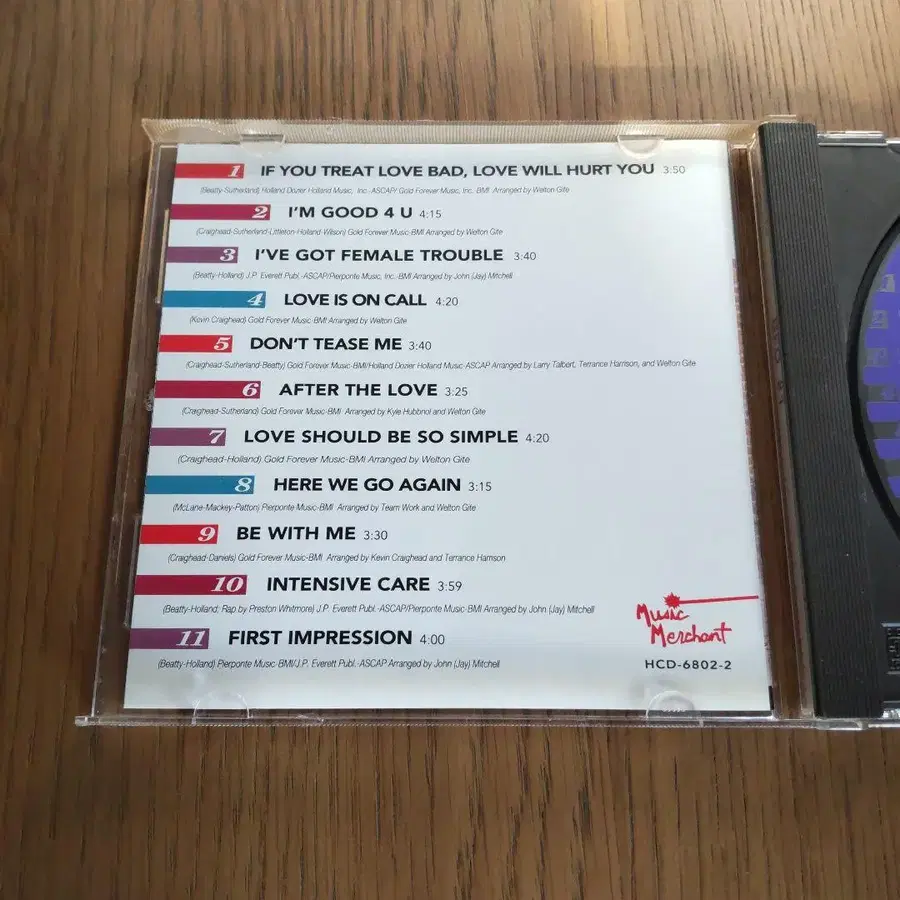 1 IF YOU TREAT LOVE BAD, LOVE WILL HURT YOU 3:50
(Beatty-Sutherland) Holland Dozier Holland Music, Inc.-ASCAP/ Gold Forever Music, Inc. BMI Arranged by Welton Gite
2 I'M GOOD 4 U 4:15
(Craighead-Sutherland-Littleton-Holland-Wilson) Gold Forever Music-BMI Arranged by Welton Gite
3 I'VE GOT FEMALE TROUBLE 3:40
(Beatty-Holland) J.P. Everett Publ.-ASCAP/Pierponte Music, Inc.-BMI Arranged by John (Jay) Mitchell
4 LOVE IS ON CALL 4:20
(Kevin Craighead) Gold Forever Music-BMI Arranged by Welton Gite
5 DON'T TEASE ME 3:40
(Craighead-Sutherland-Beatty) Gold Forever Music-BMI/Holland Dozier Holland Music-ASCAP Arranged by Larry Talbert, Terrance Harrison, and Welton Gite
6 AFTER THE LOVE 3:25
(Craighead-Sutherland) Gold Forever Music-BMI Arranged by Kyle Hubbnol and Welton Gite
7 LOVE SHOULD BE SO SIMPLE 4:20
(Craighead-Holland) Gold Forever Music-BMI Arranged by Welton Gite
8 HERE WE GO AGAIN 3:15
(McLane-Mackey-Patton) Pierponte Music-BMI Arranged by Team Work and Welton Gite
9 BE WITH ME 3:30
(Craighead-Daniels) Gold Forever Music-BMI Arranged by Kevin Craighead and Terrance Harrison
10 INTENSIVE CARE 3:59
(Beatty-Holland; Rap by Preston Whitmore) J.P. Everett Publ.-ASCAP/Pierponte Music-BMI Arranged by John (Jay) Mitchell
11 FIRST IMPRESSION 4:00
(Beatty-Holland) Pierponte Music-BMI/J.P. Everett Publ.-ASCAP Arranged by John (Jay) Mitchell
Music
Merchant
HCD-6802-2